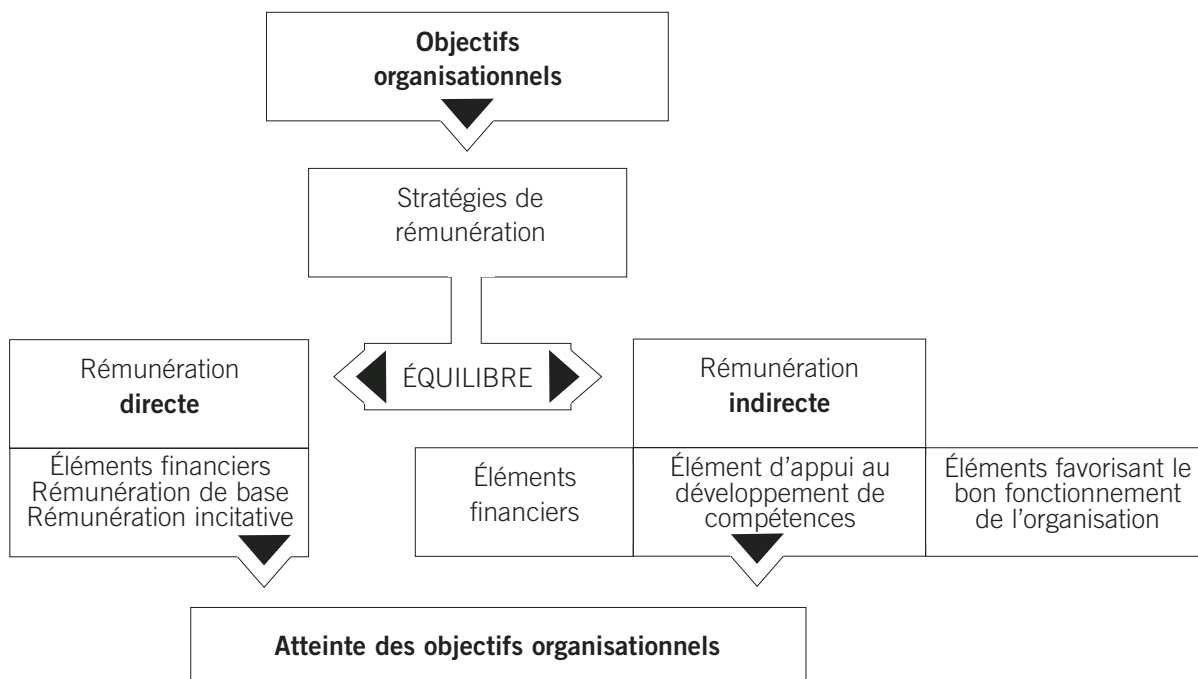 Objectifs
organisationnels
Stratégies de
rémunération
Rémunération
directe
ÉQUILIBRE
Rémunération
indirecte
Éléments financiers
Rémunération de base
Rémunération incitative
Éléments
financiers
Élément d'appui au
développement de
compétences
Éléments favorisant le
bon fonctionnement
de l'organisation
Atteinte des objectifs organisationnels